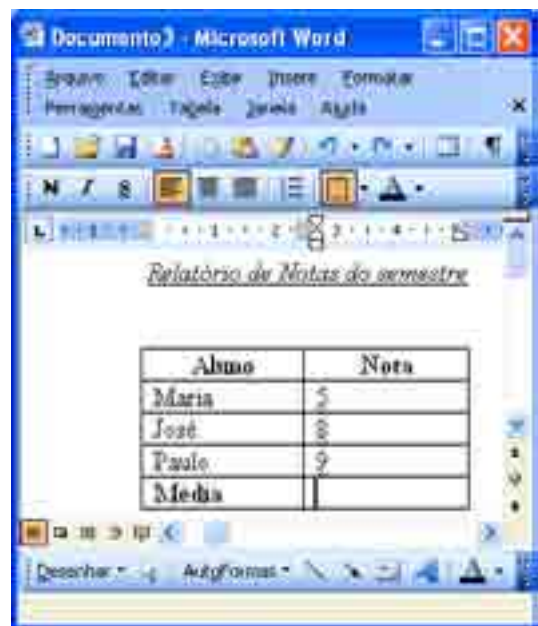 Documento3 - Microsoft Word
Arquivo Editar Exibir Inserir Formatar
Ferramentas Tabela Janela Ajuda
N I S
Relatório de Notas do semestre
Aluno Nota
Maria 5
José 8
Paulo 9
Média
Desenhar AutoFormas